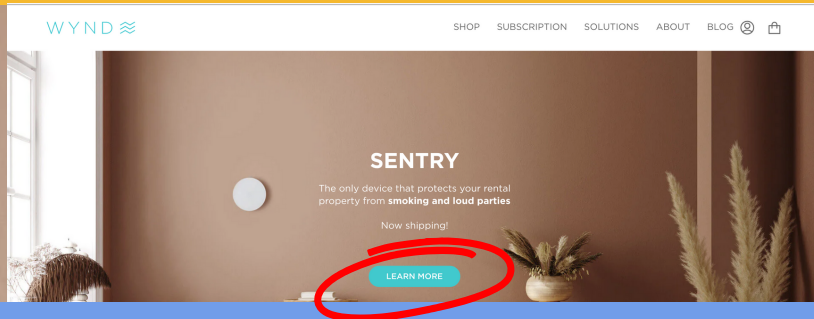 WYND
SHOP SUBSCRIPTION SOLUTIONS ABOUT BLOG
SENTRY
The only device that protects your rental
property from smoking and loud parties
Now shipping!
LEARN MORE